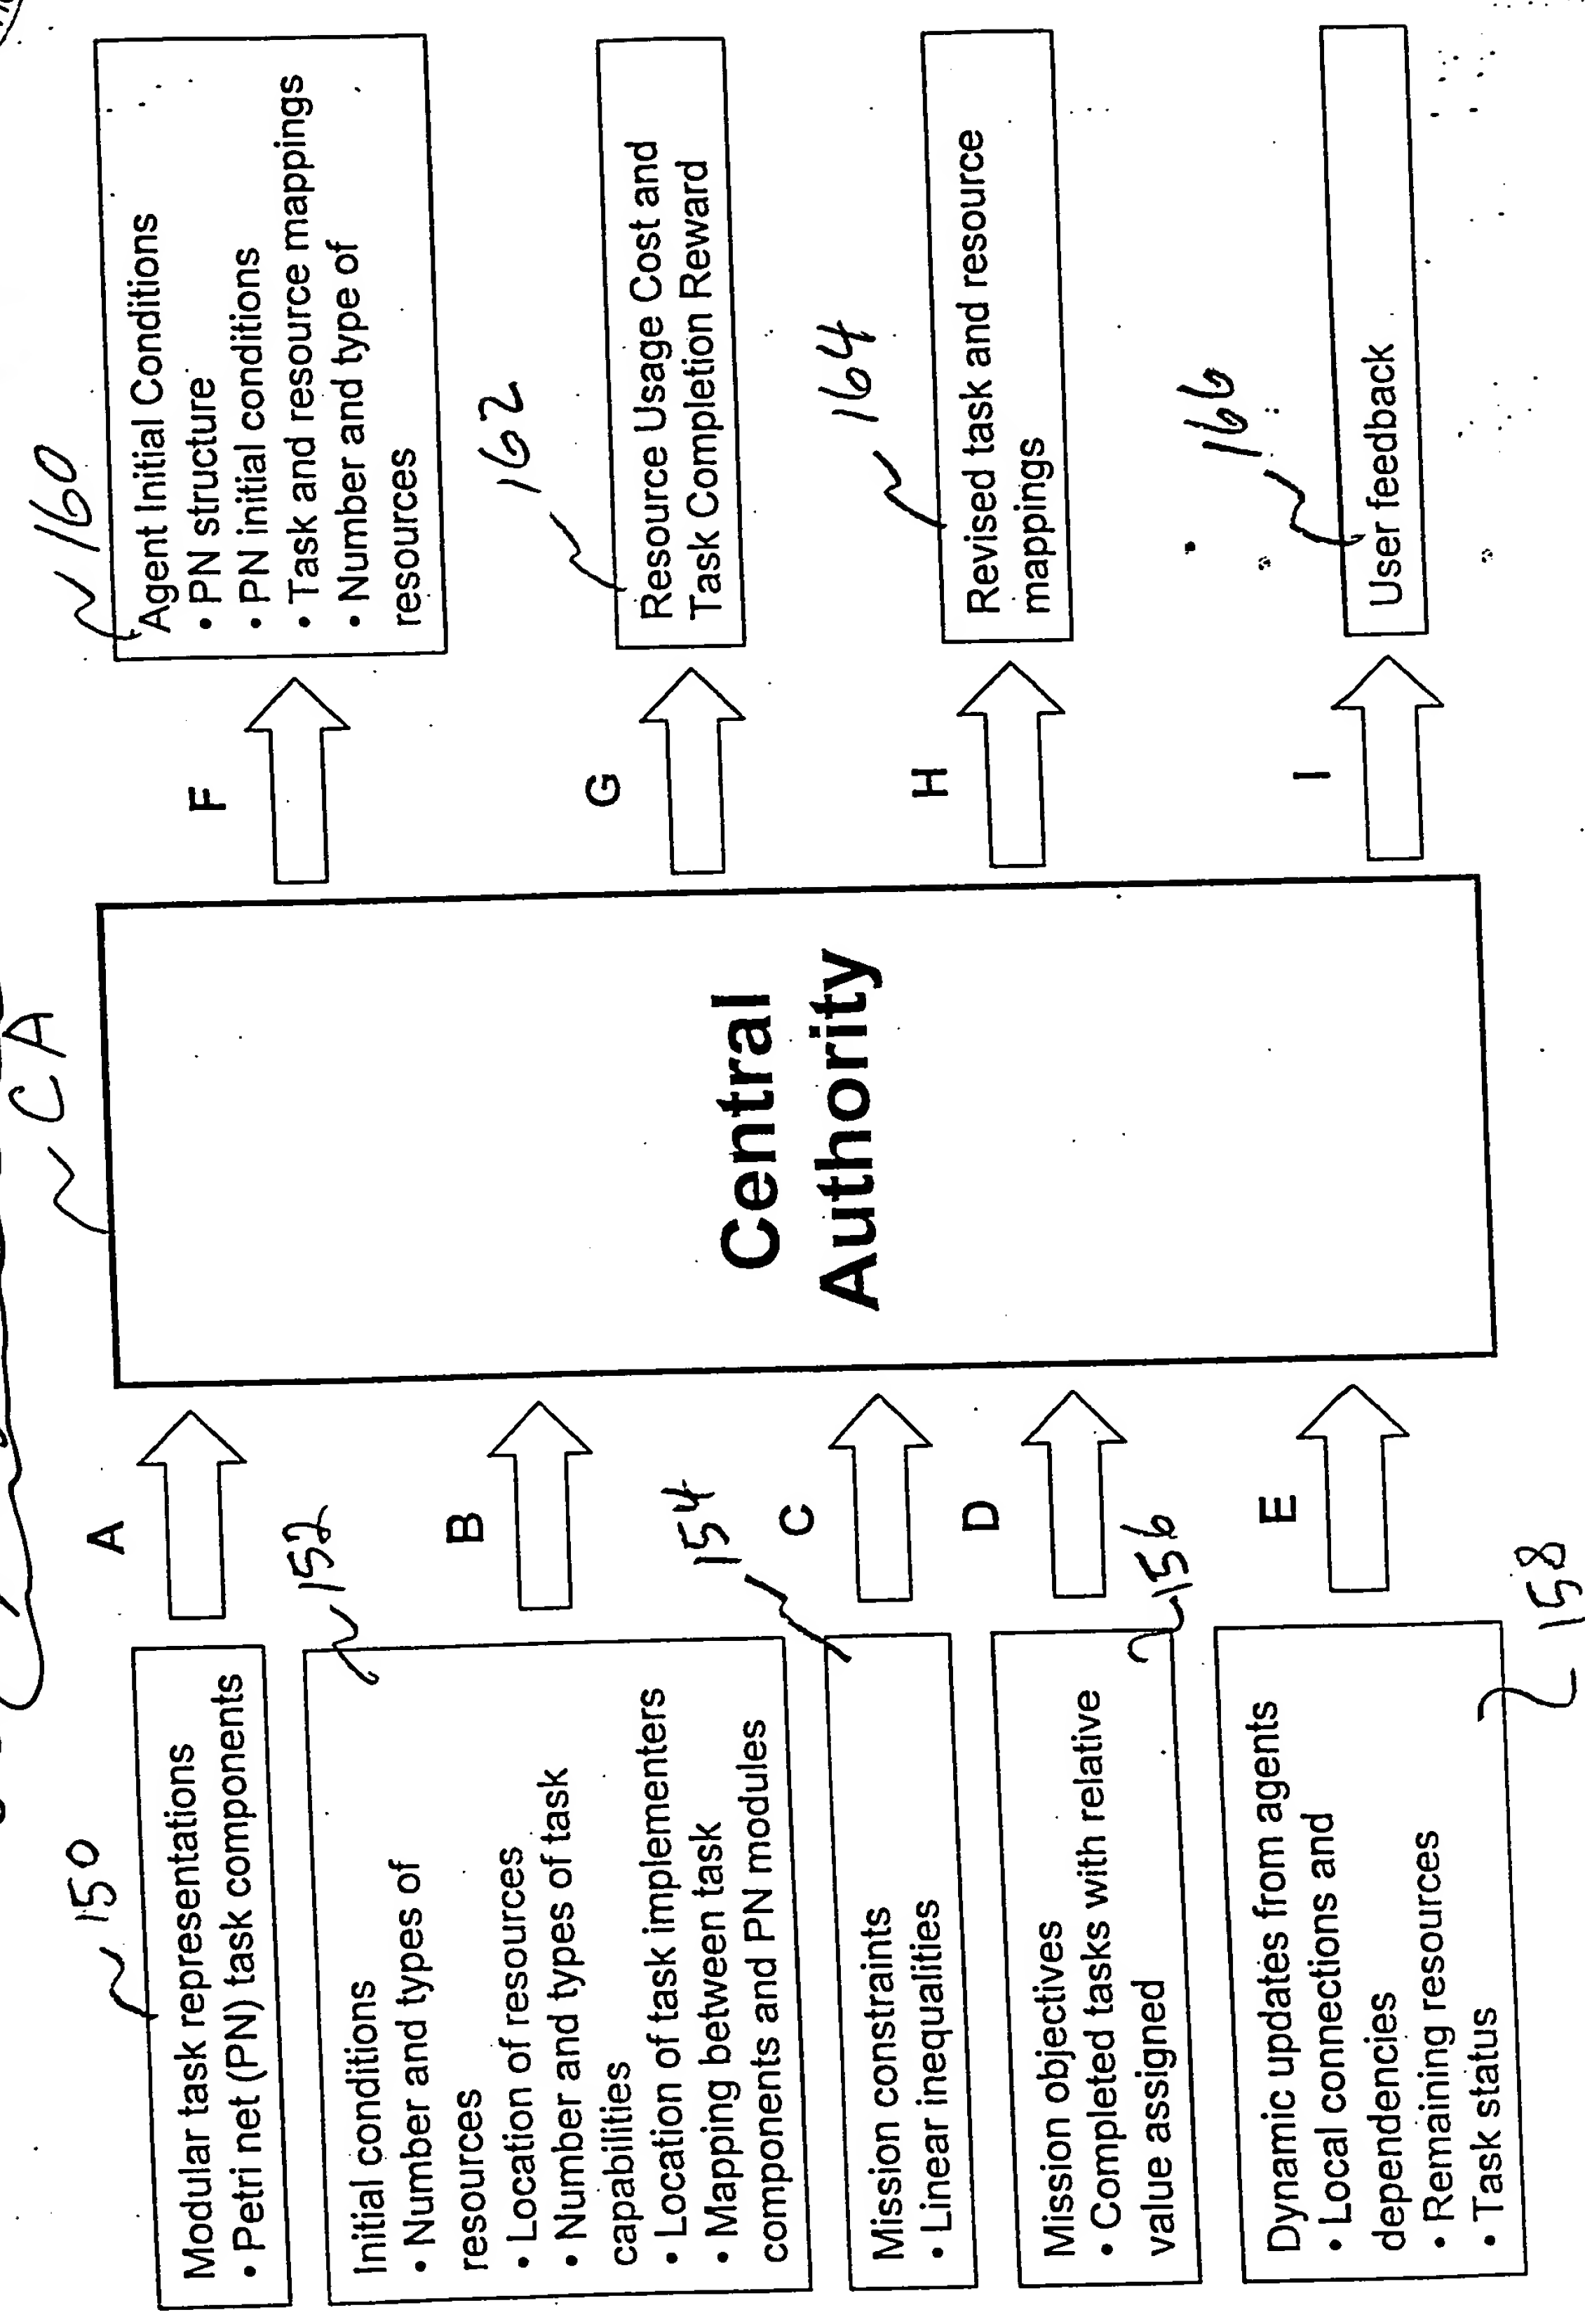 CA
150
Modular task representations
• Petri net (PN) task components
A
152
Initial conditions
• Number and types of
resources
• Location of resources
• Number and types of task
capabilities
• Location of task implementers
• Mapping between task
components and PN modules
B
154
Mission constraints
• Linear inequalities
C
156
Mission objectives
• Completed tasks with relative
value assigned
D
158
Dynamic updates from agents
• Local connections and
dependencies
• Remaining resources
• Task status
E
Central
Authority
F
160
Agent Initial Conditions
• PN structure
• PN initial conditions
• Task and resource mappings
• Number and type of
resources
G
162
Resource Usage Cost and
Task Completion Reward
H
164
Revised task and resource
mappings
I
166
User feedback